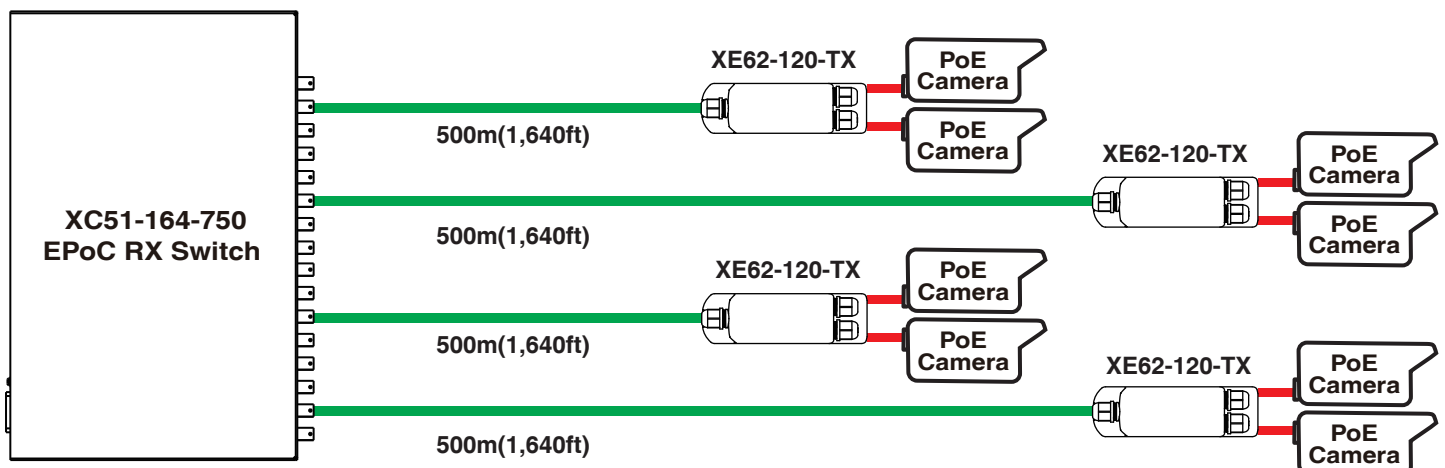 XE62-120-TX
PoE
Camera
500m(1,640ft)
PoE
Camera
XE62-120-TX
PoE
Camera
XC51-164-750
EPoC RX Switch
500m(1,640ft)
PoE
Camera
XE62-120-TX
PoE
Camera
500m(1,640ft)
PoE
Camera
XE62-120-TX
PoE
Camera
500m(1,640ft)
PoE
Camera